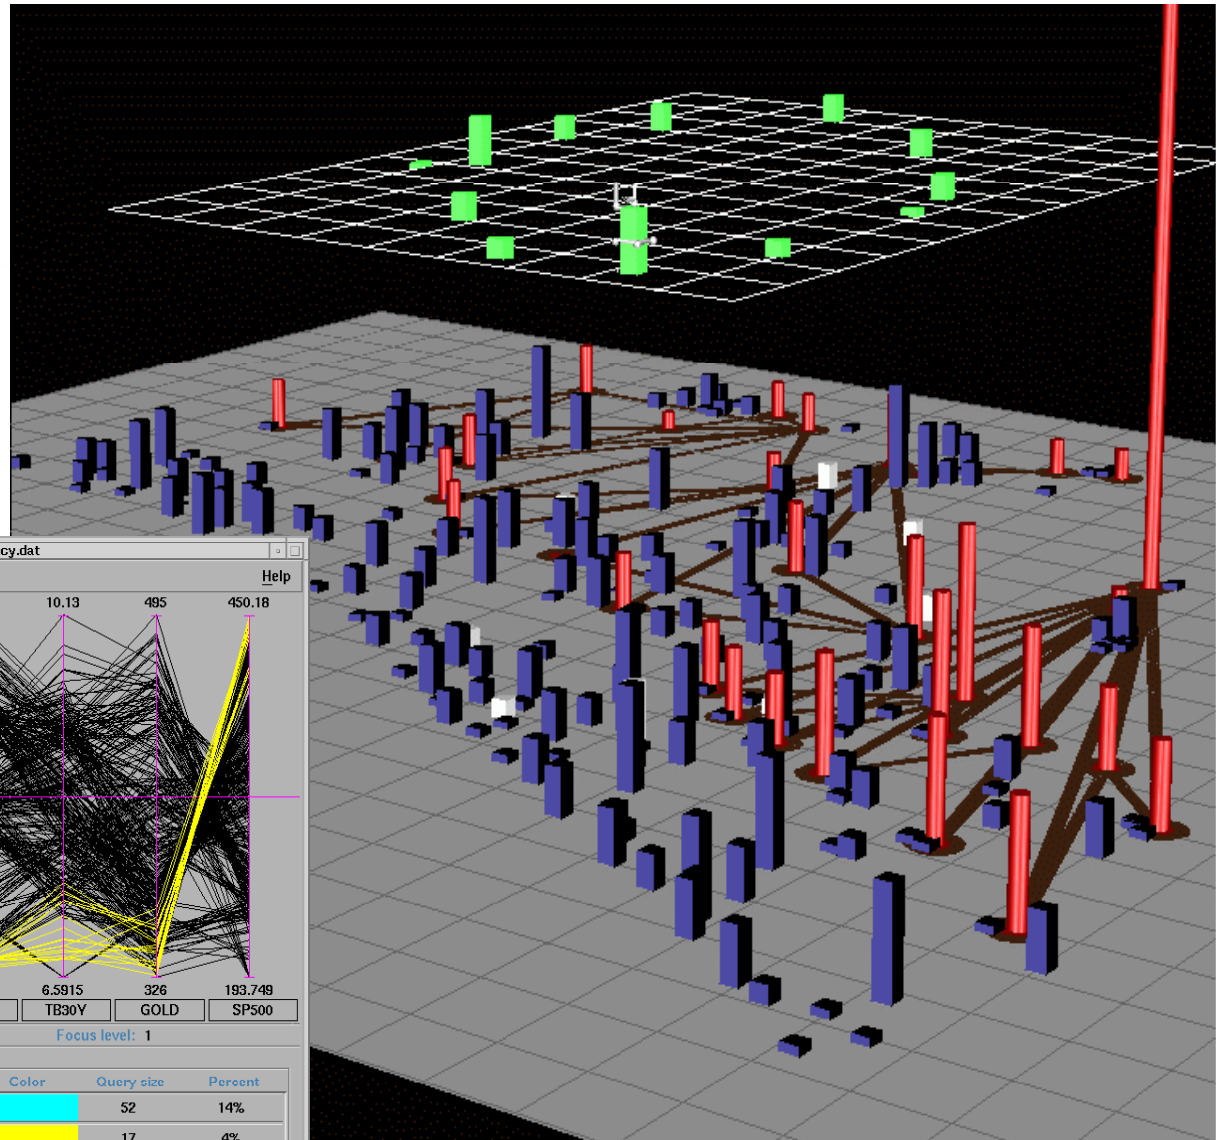 cy.dat
Help
10.13 495 450.18
6.5915 326 193.749
TB30Y GOLD SP500
Focus level: 1
Color Query size Percent
52 14%
17 4%